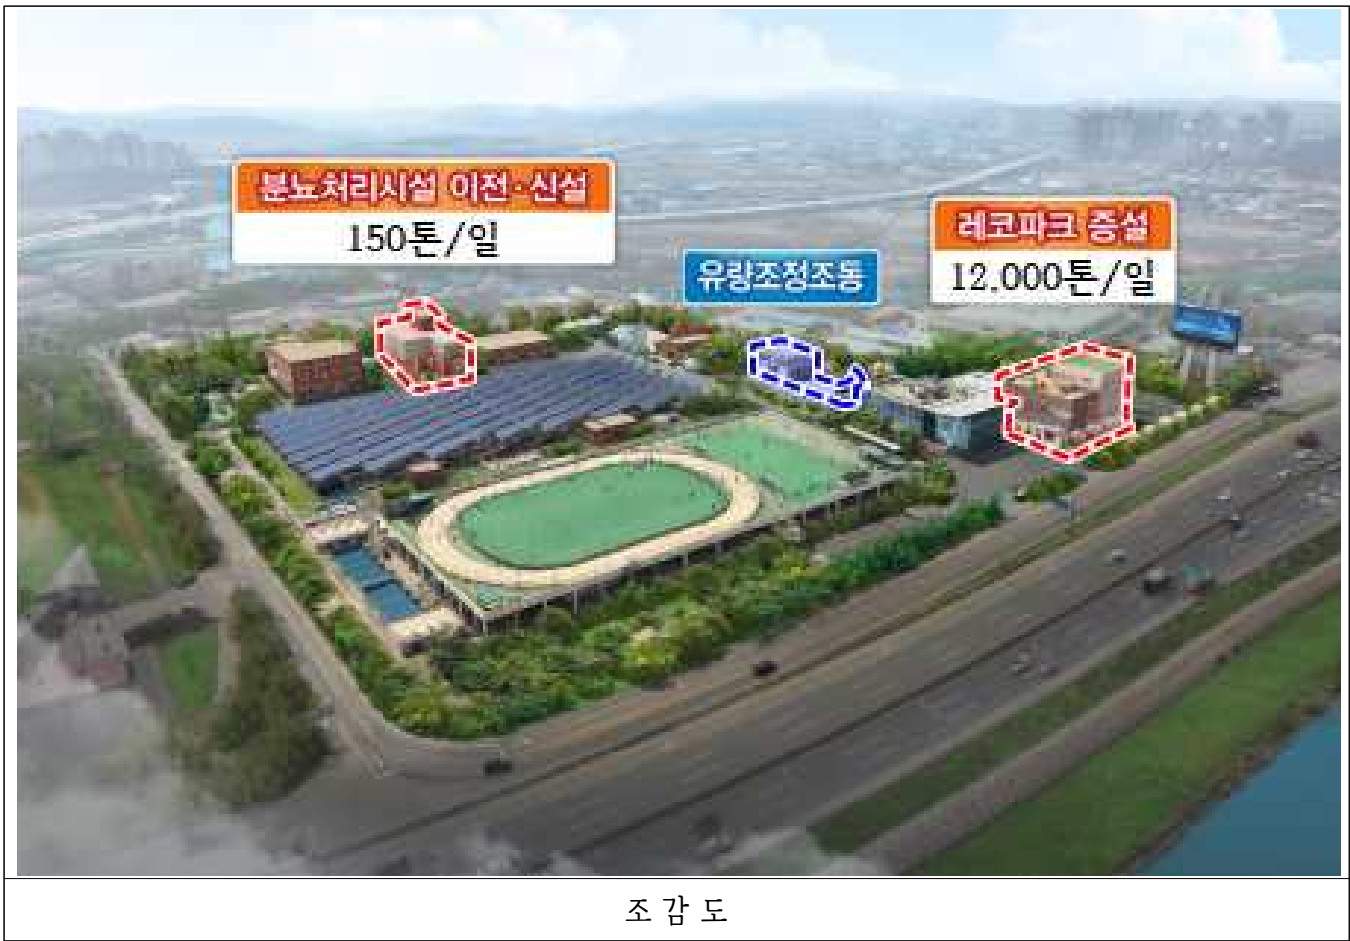 분뇨처리시설 이전·신설
150톤/일
유량조정조동
레코파크 증설
12,000톤/일
조 감 도